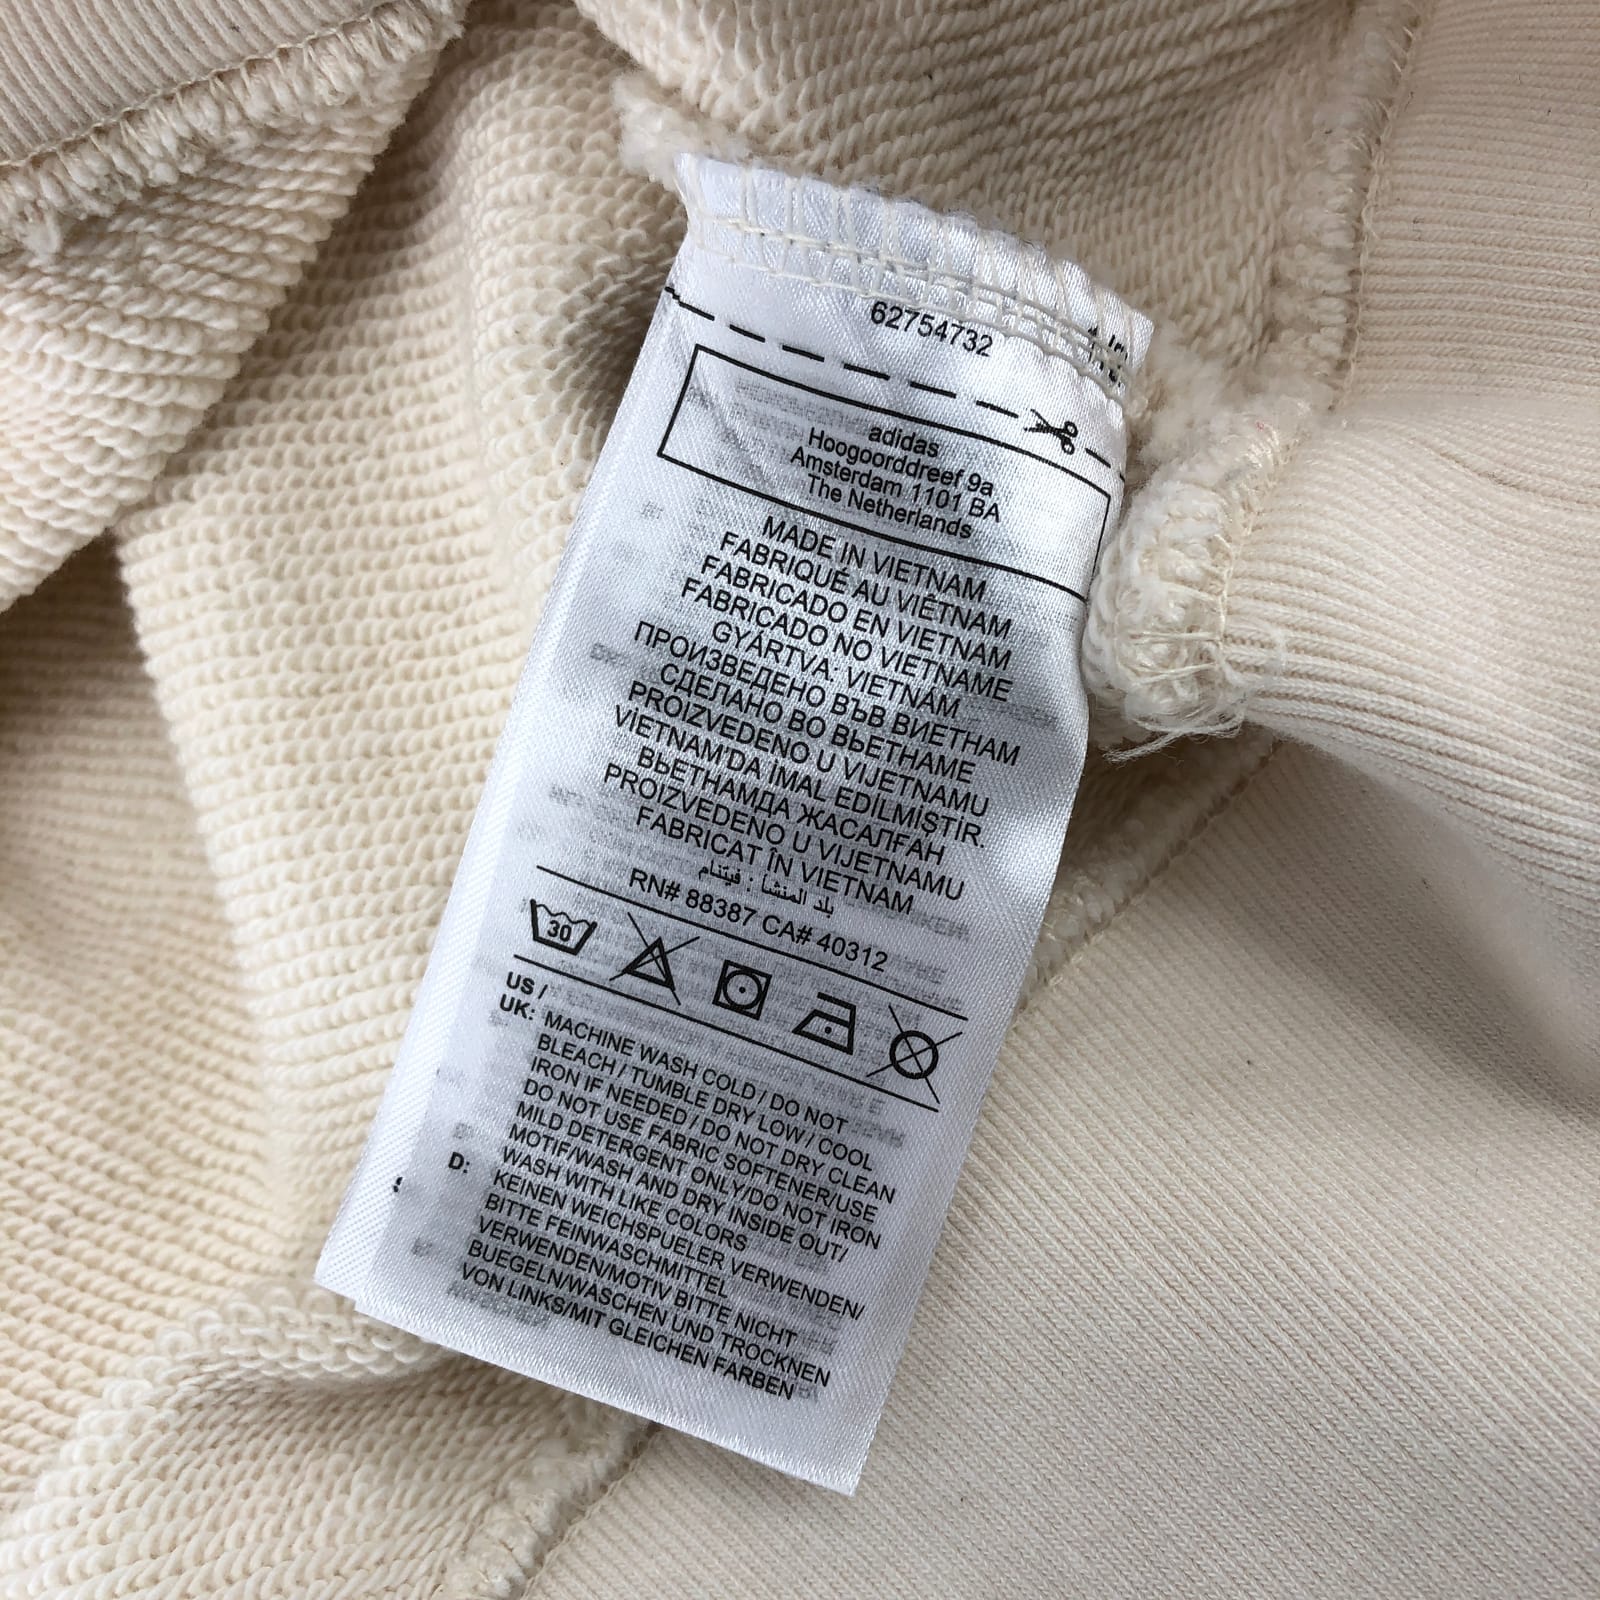 62754732
adidas
Hoogoorddreef 9a
Amsterdam 1101 BA
The Netherlands
MADE IN VIETNAM
FABRIQUÉ AU VIÊTNAM
FABRICADO EN VIETNAM
FABRICADO NO VIETNAME
GYÁRTVA: VIETNÁM
ПРОИЗВЕДЕНО ВЪВ ВИЕТНАМ
СДЕЛАНО ВО ВЬЕТНАМЕ
PROIZVEDENO U VIJETNAMU
VIETNAM'DA İMAL EDİLMİŞTİR.
ВЬЕТНАМДА ЖАСАЛҒАН
PROIZVEDENO U VIJETNAMU
FABRICAT ÎN VIETNAM
بلد المنشأ : فيتنام
RN# 88387 CA# 40312
30
US /
UK: MACHINE WASH COLD / DO NOT
BLEACH / TUMBLE DRY LOW / COOL
IRON IF NEEDED / DO NOT DRY CLEAN
DO NOT USE FABRIC SOFTENER/USE
MILD DETERGENT ONLY/DO NOT IRON
MOTIF/WASH AND DRY INSIDE OUT/
WASH WITH LIKE COLORS
D: KEINEN WEICHSPUELER VERWENDEN/
BITTE FEINWASCHMITTEL
VERWENDEN/MOTIV BITTE NICHT
BUEGELN/WASCHEN UND TROCKNEN
VON LINKS/MIT GLEICHEN FARBEN